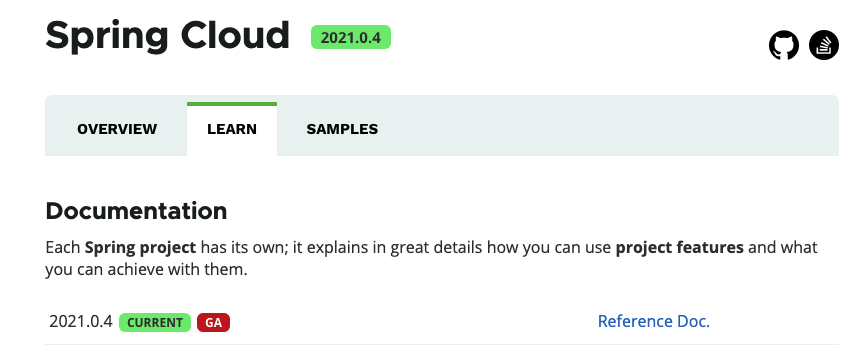 Spring Cloud 2021.0.4
OVERVIEW LEARN SAMPLES
Documentation
Each Spring project has its own; it explains in great details how you can use project features and what
you can achieve with them.
2021.0.4 CURRENT GA Reference Doc.